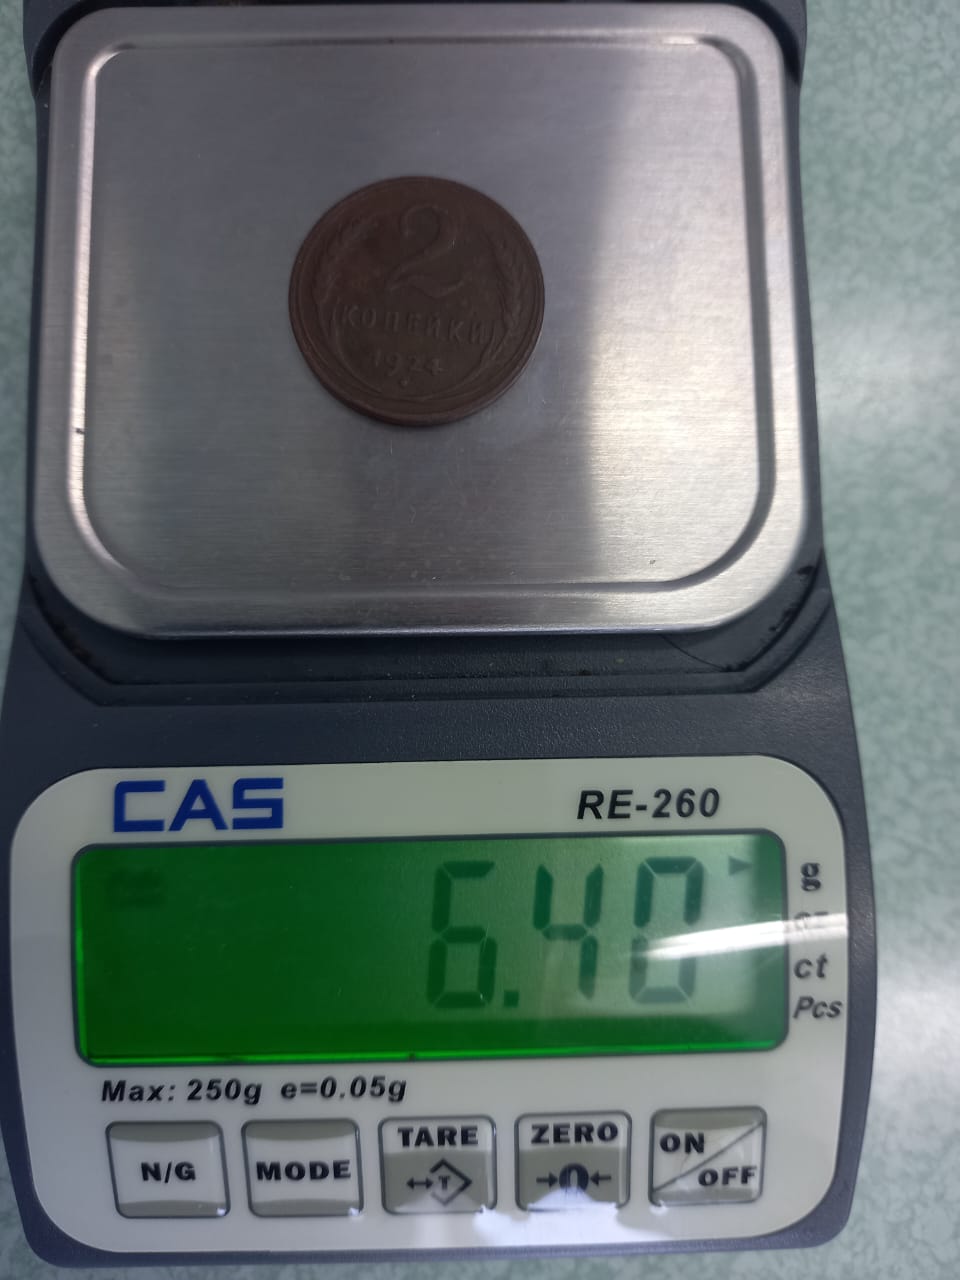 2
КОПЕЙКИ
1924
CAS
RE-260
6.40
g
ct
Pcs
Max: 250g e=0.05g
N/G
MODE
TARE
T
ZERO
0
ON
OFF